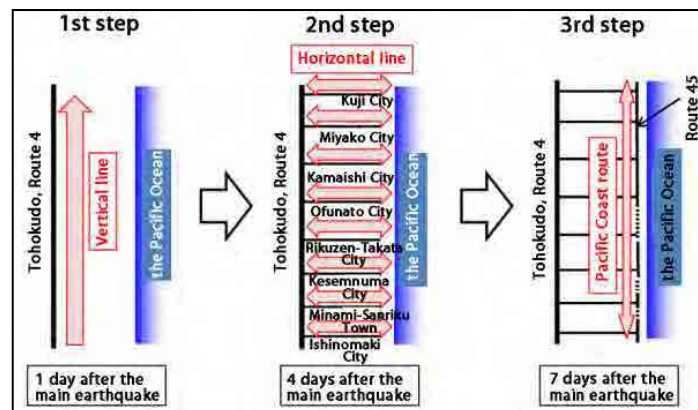 1st step
2nd step
3rd step
Tohokudo, Route 4
Vertical line
the Pacific Ocean
1 day after the
main earthquake
Tohokudo, Route 4
Horizontal line
Kuji City
Miyako City
Kamaishi City
Ofunato City
Rikuzen-Takata
City
Kesemnuma
City
Minami-Sanriku
Town
Ishinomaki
City
the Pacific Ocean
4 days after the
main earthquake
Tohokudo, Route 4
Pacific Coast route
Route 45
the Pacific Ocean
7 days after the
main earthquake